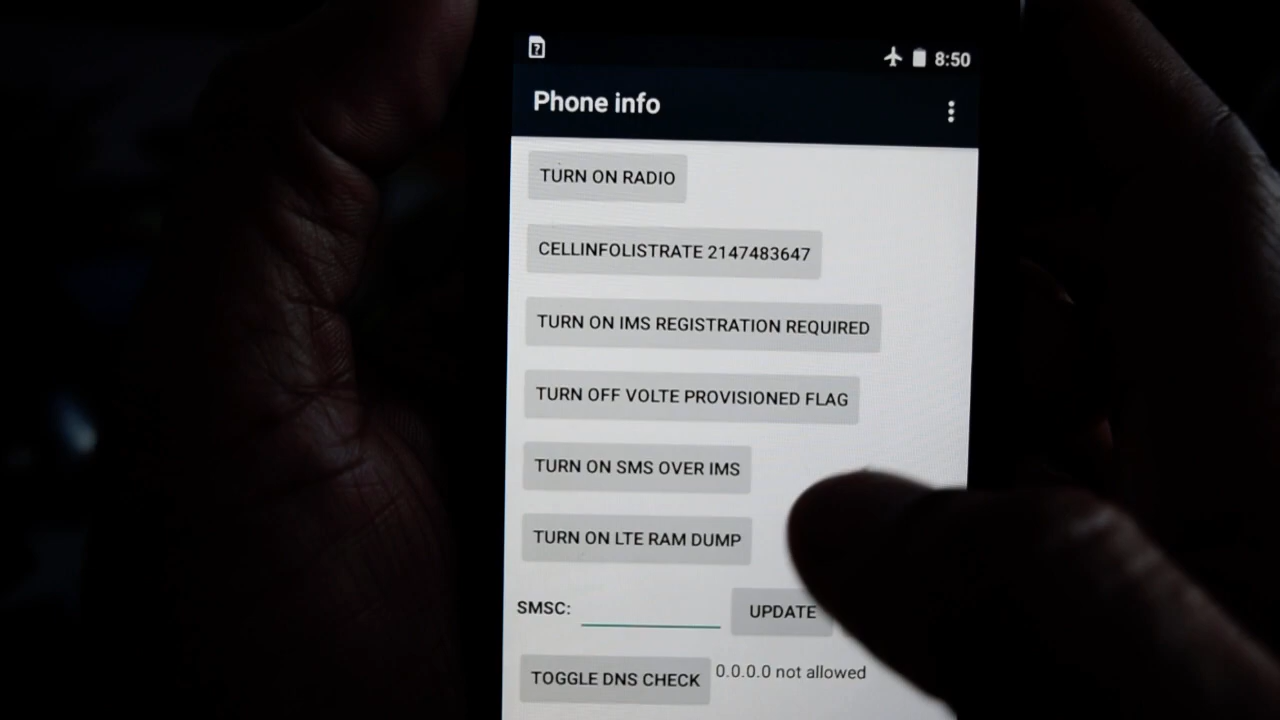 8:50
Phone info
TURN ON RADIO
CELLINFOLISTRATE 2147483647
TURN ON IMS REGISTRATION REQUIRED
TURN OFF VOLTE PROVISIONED FLAG
TURN ON SMS OVER IMS
TURN ON LTE RAM DUMP
SMSC: UPDATE
TOGGLE DNS CHECK 0.0.0.0 not allowed